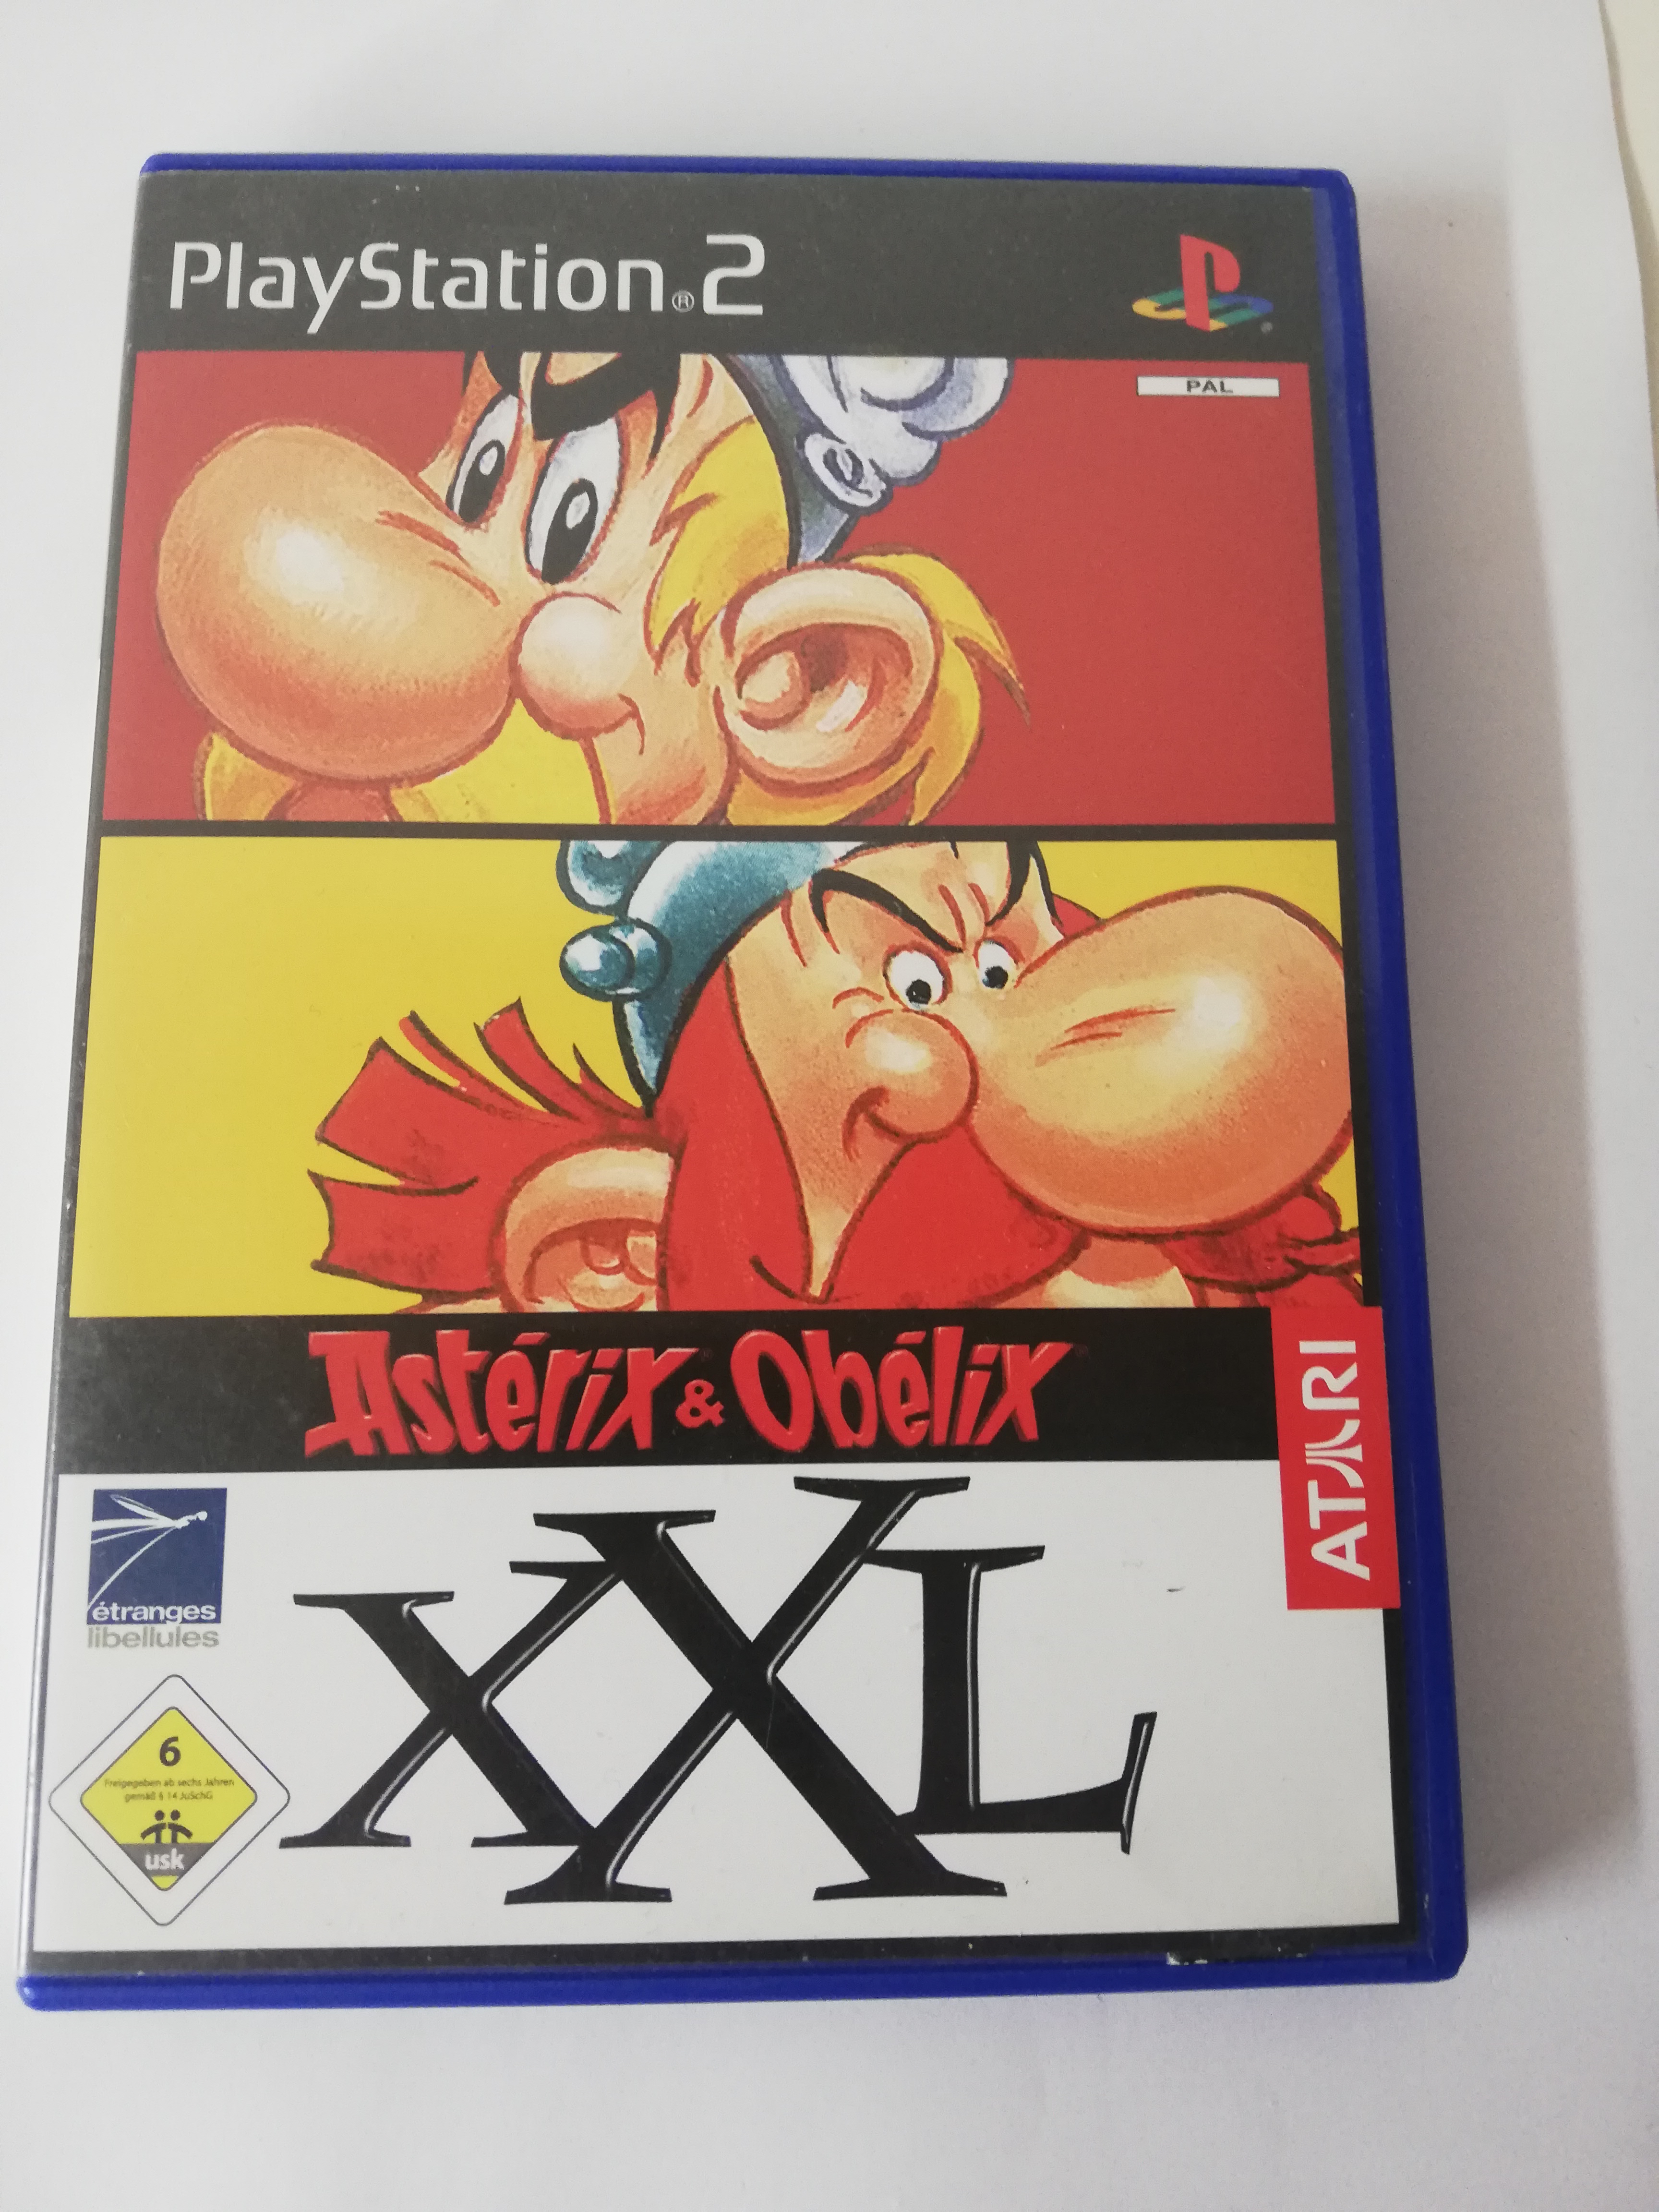 PlayStation®2
PAL
Astérix & Obélix
ATARI
XXL
étranges
libellules
6
Freigegeben ab sechs Jahren
gemäß § 14 JuSchG
usk